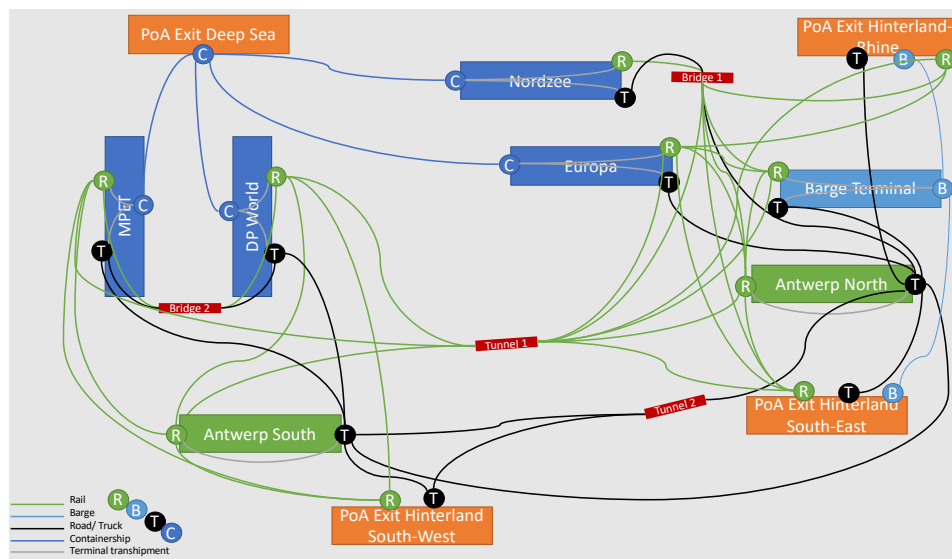 PoA Exit Deep Sea
PoA Exit Hinterland-
Rhine
C
R
T
B
R
Nordzee
C
T
Bridge 1
R
C
Europa
T
R
Barge Terminal
B
T
R
C
MPET
T
R
C
DP World
T
Bridge 2
Tunnel 1
R
Antwerp North
T
R
T
B
PoA Exit Hinterland
South-East
Tunnel 2
R
Antwerp South
T
R
T
PoA Exit Hinterland
South-West
Rail
Barge
Road/ Truck
Containership
Terminal transhipment
R
B
T
C